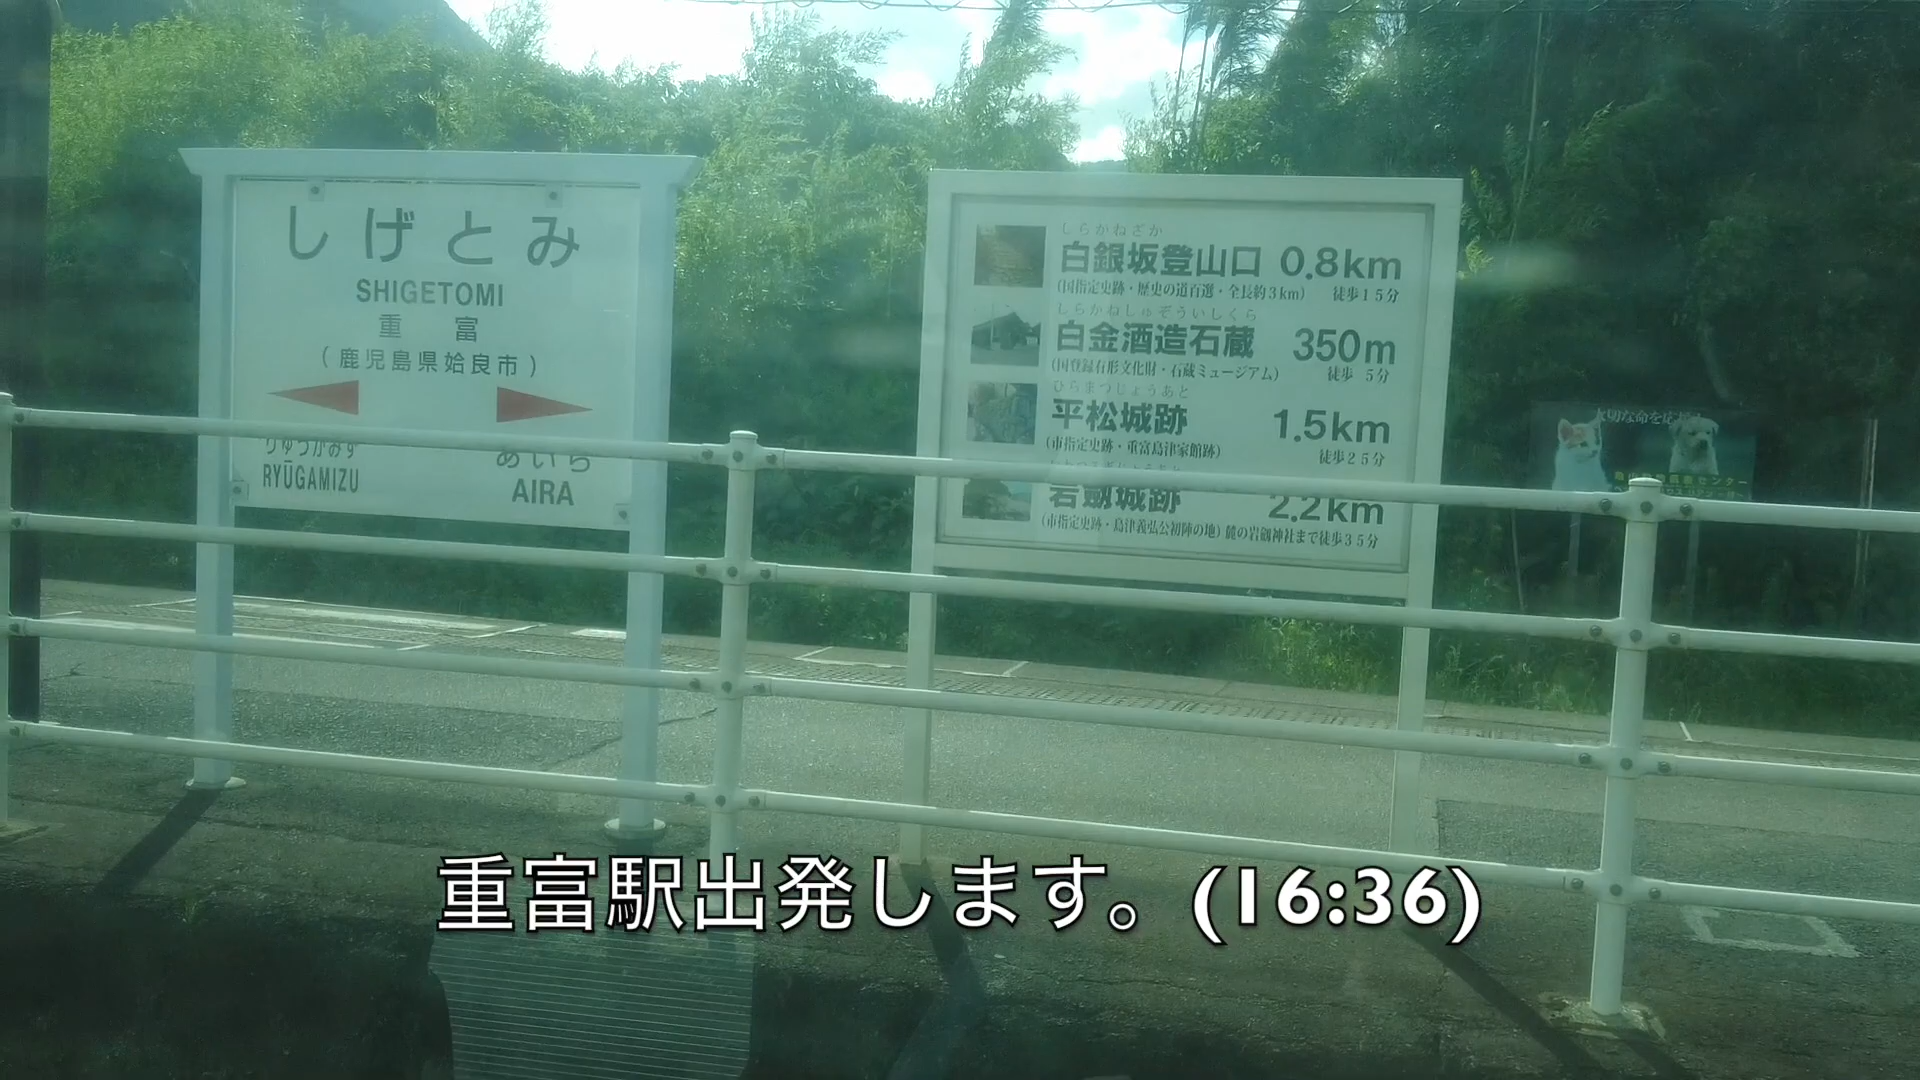 しげとみ
SHIGETOMI
重富
(鹿児島県姶良市)
りゅうがみず
あいら
RYŪGAMIZU
AIRA
しらかねざか
白銀坂登山口 0.8km
(国指定史跡・歴史の道百選・全長約3km) 徒歩15分
しらかねしゅぞういしくら
白金酒造石蔵 350m
(国登録有形文化財・石蔵ミュージアム) 徒歩 5分
ひらまつじょうあと
平松城跡 1.5km
(市指定史跡・重富島津家館跡) 徒歩25分
岩剱城跡 2.2km
(市指定史跡・島津義弘公初陣の地) 麓の岩剱神社まで徒歩35分
重富駅出発します。(16:36)